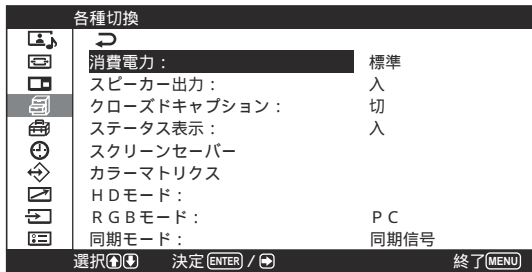 各種切換
消費電力： 標準
スピーカー出力： 入
クローズドキャプション： 切
ステータス表示： 入
スクリーンセーバー
カラーマトリクス
ＨＤモード：
ＲＧＢモード： ＰＣ
同期モード： 同期信号
選択 決定 ENTER / 終了 MENU